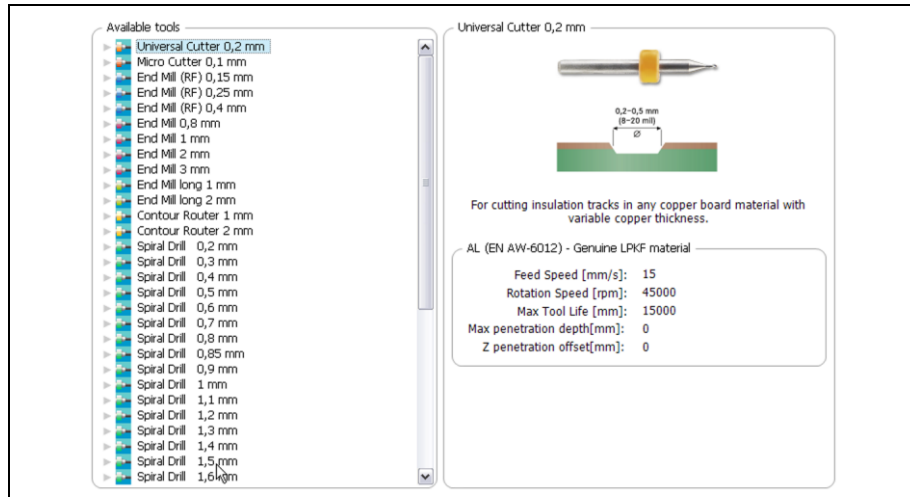 Available tools
Universal Cutter 0,2 mm
Micro Cutter 0,1 mm
End Mill (RF) 0,15 mm
End Mill (RF) 0,25 mm
End Mill (RF) 0,4 mm
End Mill 0,8 mm
End Mill 1 mm
End Mill 2 mm
End Mill 3 mm
End Mill long 1 mm
End Mill long 2 mm
Contour Router 1 mm
Contour Router 2 mm
Spiral Drill 0,2 mm
Spiral Drill 0,3 mm
Spiral Drill 0,4 mm
Spiral Drill 0,5 mm
Spiral Drill 0,6 mm
Spiral Drill 0,7 mm
Spiral Drill 0,8 mm
Spiral Drill 0,85 mm
Spiral Drill 0,9 mm
Spiral Drill 1 mm
Spiral Drill 1,1 mm
Spiral Drill 1,2 mm
Spiral Drill 1,3 mm
Spiral Drill 1,4 mm
Spiral Drill 1,5 mm
Spiral Drill 1,6 mm
Universal Cutter 0,2 mm
0,2-0,5 mm
(8-20 mil)
Ø
For cutting insulation tracks in any copper board material with
variable copper thickness.
AL (EN AW-6012) - Genuine LPKF material
Feed Speed [mm/s]: 15
Rotation Speed [rpm]: 45000
Max Tool Life [mm]: 15000
Max penetration depth[mm]: 0
Z penetration offset[mm]: 0